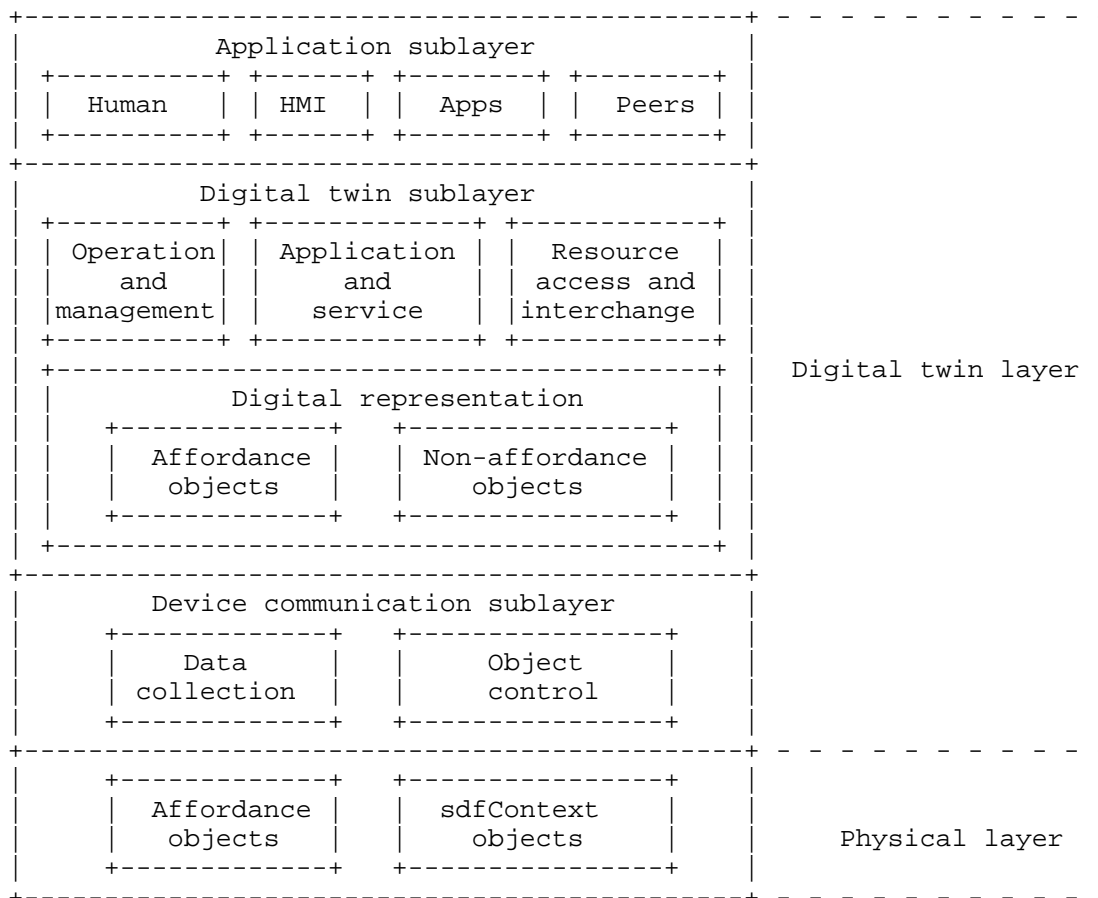 Application sublayer
Human HMI Apps Peers
Digital twin sublayer
Operation Application Resource
and and access and
management service interchange
Digital twin layer
Digital representation
Affordance Non-affordance
objects objects
Device communication sublayer
Data Object
collection control
Affordance sdfContext
objects objects Physical layer